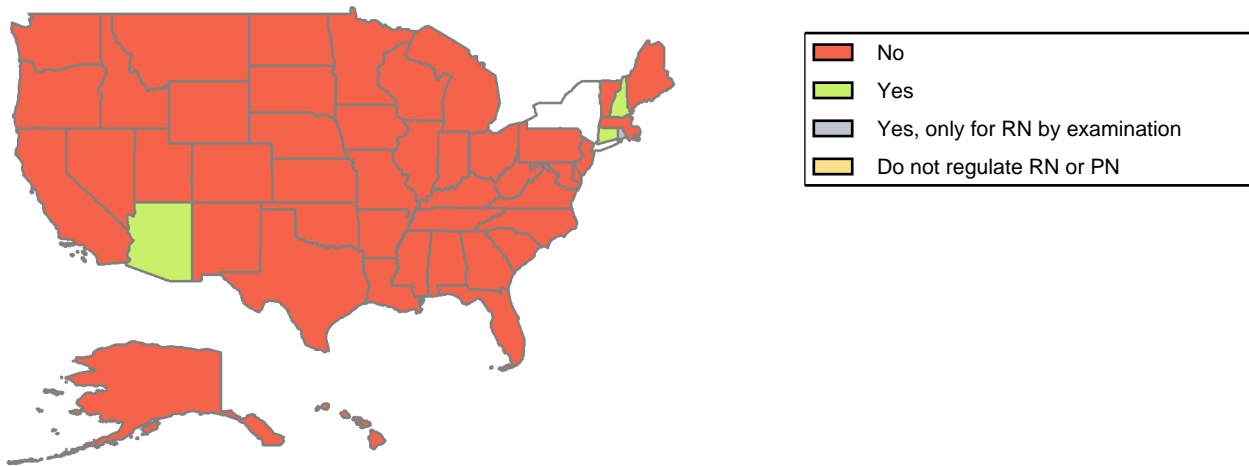 No
Yes
Yes, only for RN by examination
Do not regulate RN or PN